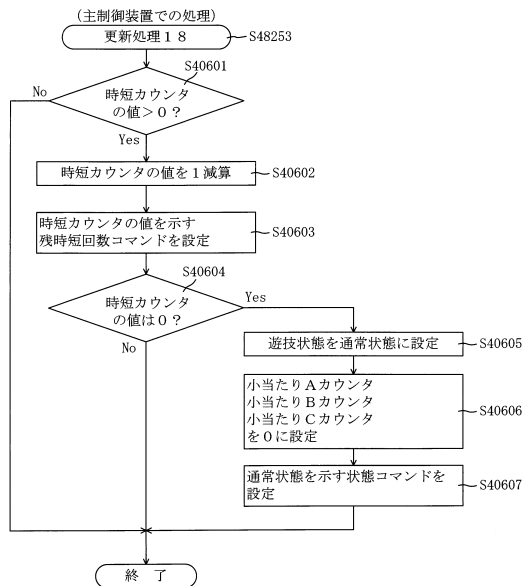 (主制御装置での処理)
更新処理18
S48253
S40601
時短カウンタ
の値>0?
No
Yes
時短カウンタの値を1減算
S40602
時短カウンタの値を示す
残時短回数コマンドを設定
S40603
S40604
時短カウンタ
の値は0?
Yes
No
遊技状態を通常状態に設定
S40605
小当たりAカウンタ
小当たりBカウンタ
小当たりCカウンタ
を0に設定
S40606
通常状態を示す状態コマンドを
設定
S40607
終 了